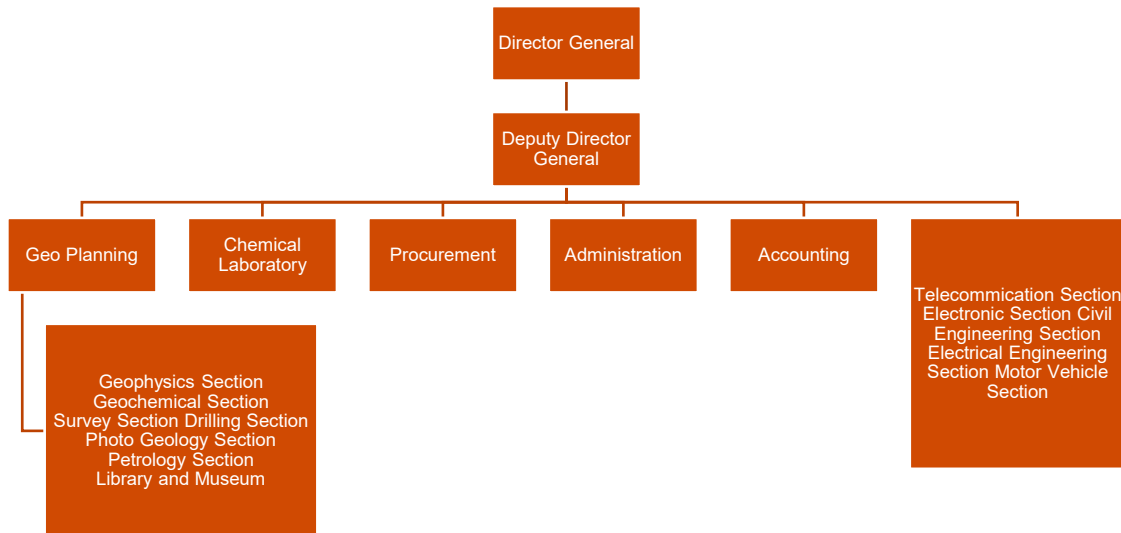 Director General
Deputy Director
General
Geo Planning
Chemical
Laboratory
Procurement
Administration
Accounting
Telecommication Section
Electronic Section Civil
Engineering Section
Electrical Engineering
Section Motor Vehicle
Section
Geophysics Section
Geochemical Section
Survey Section Drilling Section
Photo Geology Section
Petrology Section
Library and Museum